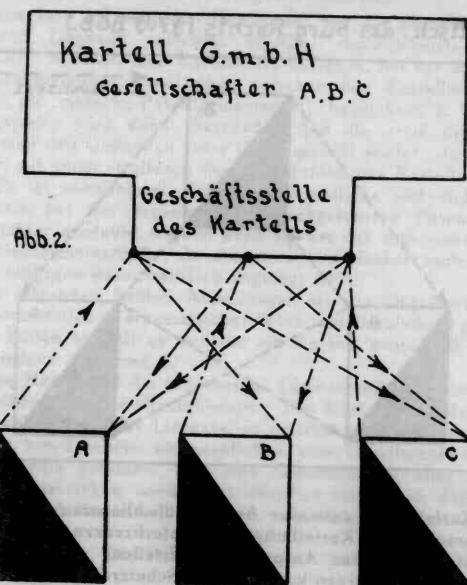 Kartell G.m.b.H
Gesellschafter A.B.C
Geschäftsstelle
des Kartells
Abb.2.
A
B
C